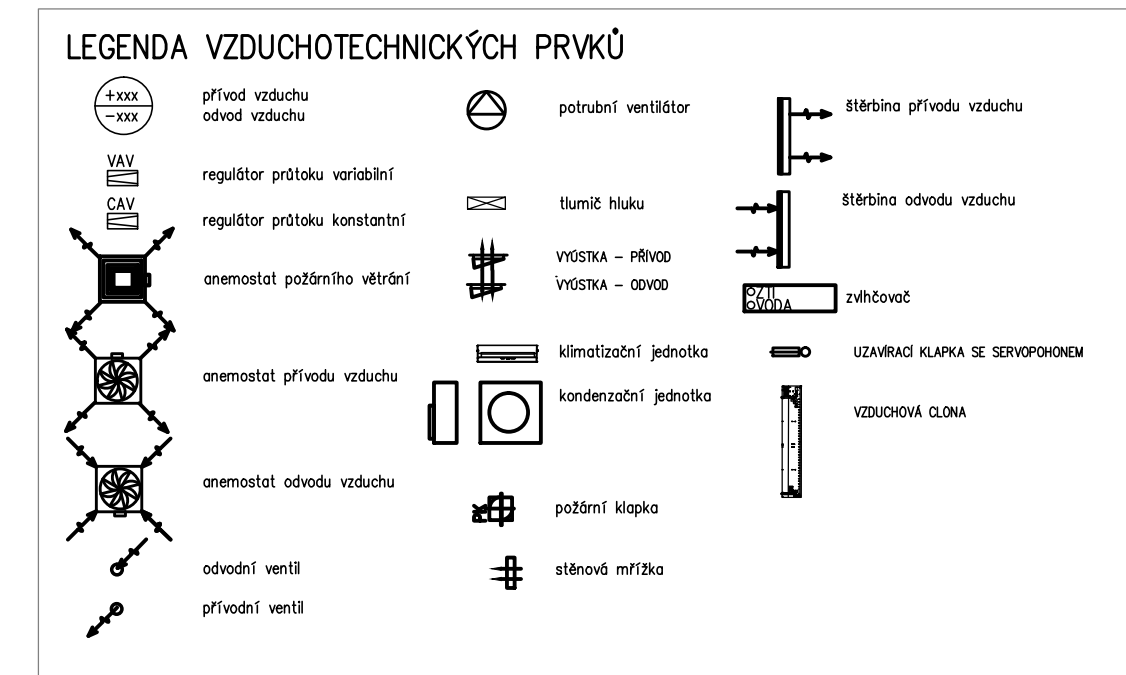 LEGENDA VZDUCHOTECHNICKÝCH PRVKŮ
+xxx
-xxx
přívod vzduchu
odvod vzduchu
VAV
regulátor průtoku variabilní
CAV
regulátor průtoku konstantní
anemostat požárního větrání
anemostat přívodu vzduchu
anemostat odvodu vzduchu
odvodní ventil
přívodní ventil
potrubní ventilátor
tlumič hluku
VYÚSTKA – PŘÍVOD
VYÚSTKA – ODVOD
klimatizační jednotka
kondenzační jednotka
PK
požární klapka
stěnová mřížka
štěrbina přívodu vzduchu
štěrbina odvodu vzduchu
ZTI
VODA
zvlhčovač
UZAVÍRACÍ KLAPKA SE SERVOPOHONEM
VZDUCHOVÁ CLONA